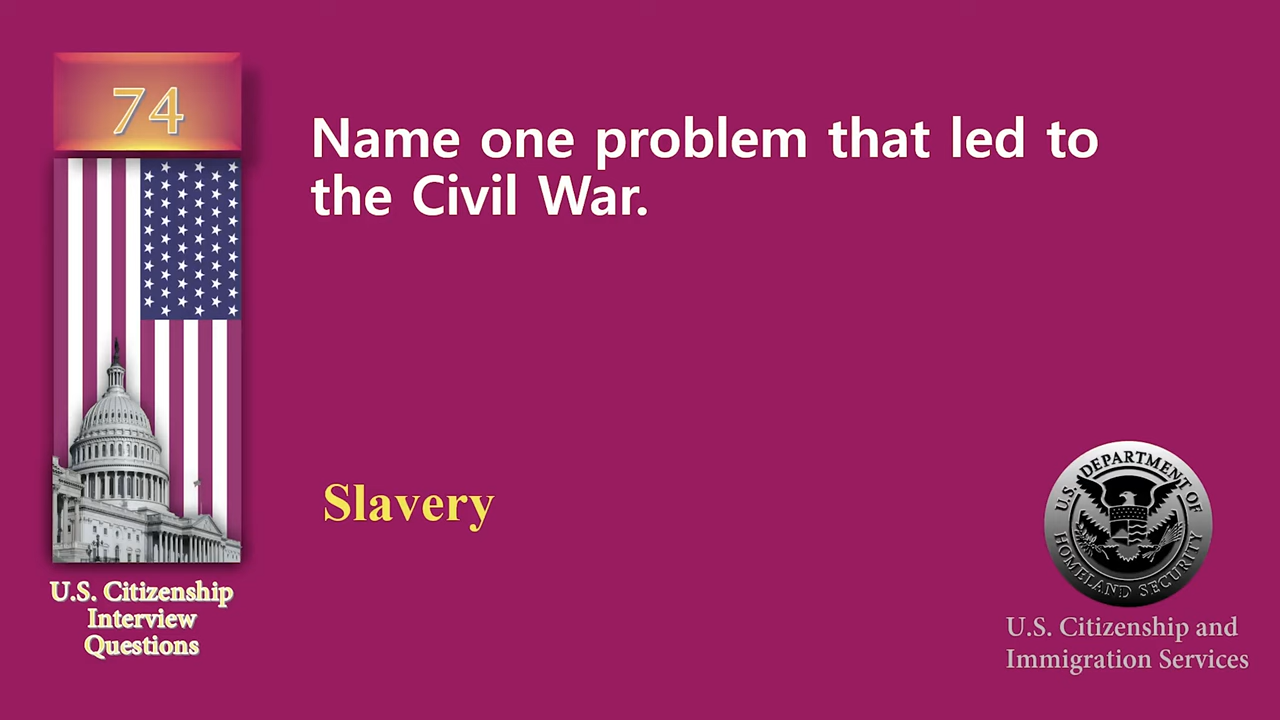 74
Name one problem that led to
the Civil War.
Slavery
U.S. Citizenship
Interview
Questions
U.S. DEPARTMENT OF
HOMELAND SECURITY
U.S. Citizenship and
Immigration Services